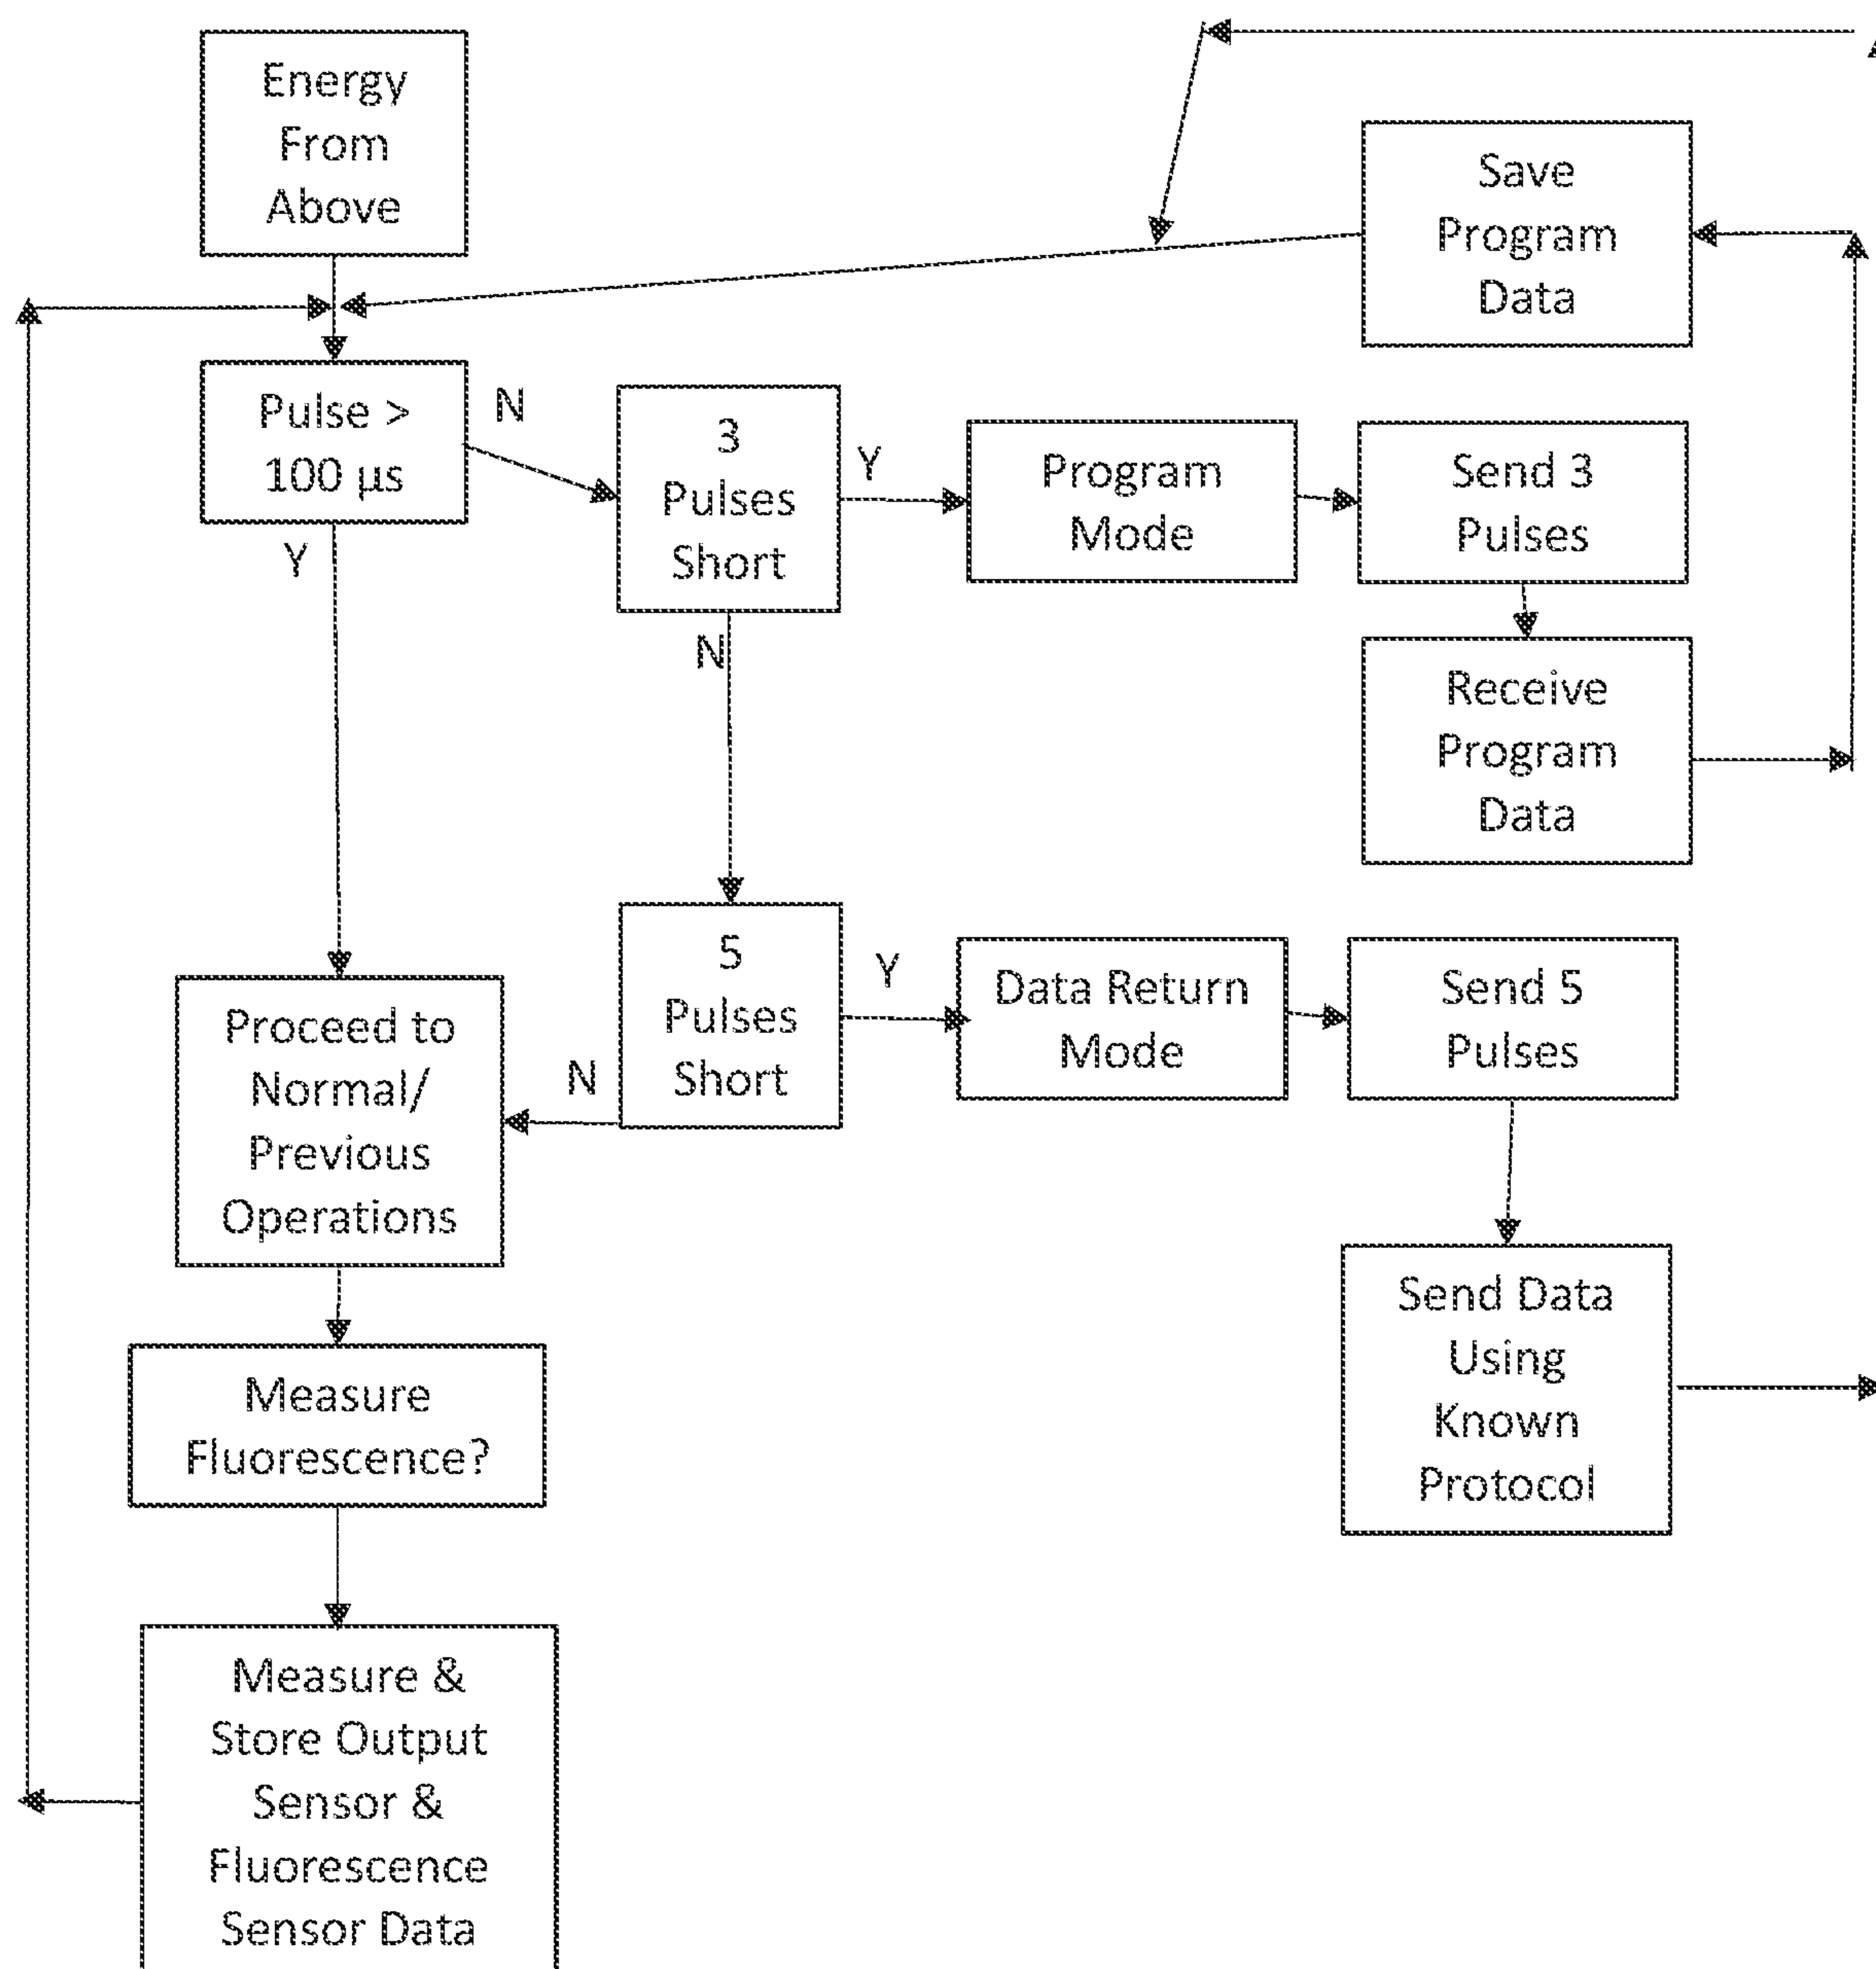 Energy
From
Above
Save
Program
Data
Pulse >
100 µs
N
Y
3
Pulses
Short
Y
N
Program
Mode
Send 3
Pulses
Receive
Program
Data
5
Pulses
Short
Y
N
Data Return
Mode
Send 5
Pulses
Proceed to
Normal/
Previous
Operations
Send Data
Using
Known
Protocol
Measure
Fluorescence?
Measure &
Store Output
Sensor &
Fluorescence
Sensor Data